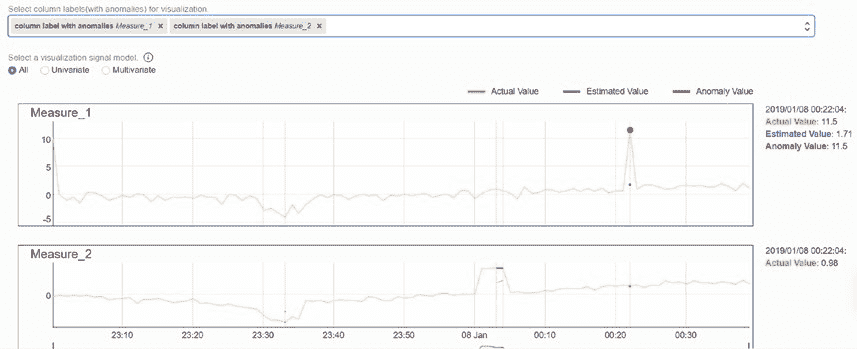 Select column labels(with anomalies) for visualization.
column label with anomalies Measure_1 × column label with anomalies Measure_2 ×
Select a visualization signal model. i
All Univariate Multivariate
Actual Value Estimated Value Anomaly Value
Measure_1
10
5
0
-5
2019/01/08 00:22:04:
Actual Value: 11.5
Estimated Value: 1.71
Anomaly Value: 11.5
Measure_2
0
2019/01/08 00:22:04:
Actual Value: 0.98
23:10 23:20 23:30 23:40 23:50 08 Jan 00:10 00:20 00:30